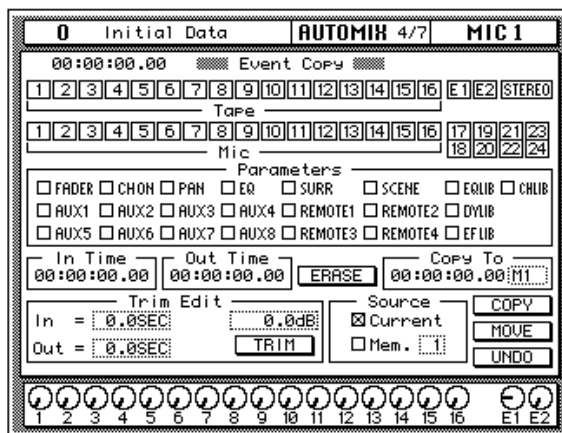 0 Initial Data AUTOMIX 4/7 MIC 1
00:00:00.00 Event Copy
1 2 3 4 5 6 7 8 9 10 11 12 13 14 15 16 E1 E2 STEREO
Tape
1 2 3 4 5 6 7 8 9 10 11 12 13 14 15 16 17 19 21 23
Mic 18 20 22 24
Parameters
FADER CH ON PAN EQ SURR SCENE EQLIB CHLIB
AUX1 AUX2 AUX3 AUX4 REMOTE1 REMOTE2 DYLIB
AUX5 AUX6 AUX7 AUX8 REMOTE3 REMOTE4 EFLIB
In Time Out Time Copy To
00:00:00.00 00:00:00.00 ERASE 00:00:00.00 M1
Trim Edit Source COPY
In = 0.0SEC 0.0dB Current MOVE
Out = 0.0SEC TRIM Mem. 1 UNDO
1 2 3 4 5 6 7 8 9 10 11 12 13 14 15 16 E1 E2